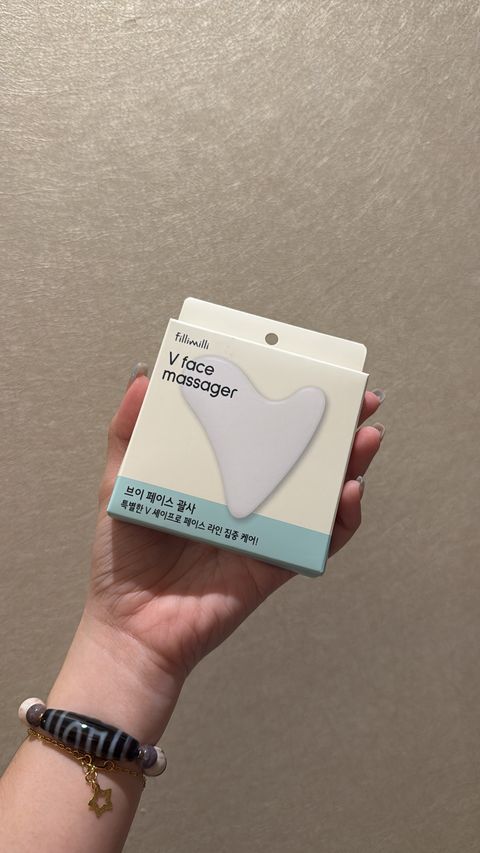 fillimilli
V face
massager
브이 페이스 괄사
특별한 V 셰이프로 페이스 라인 집중 케어!